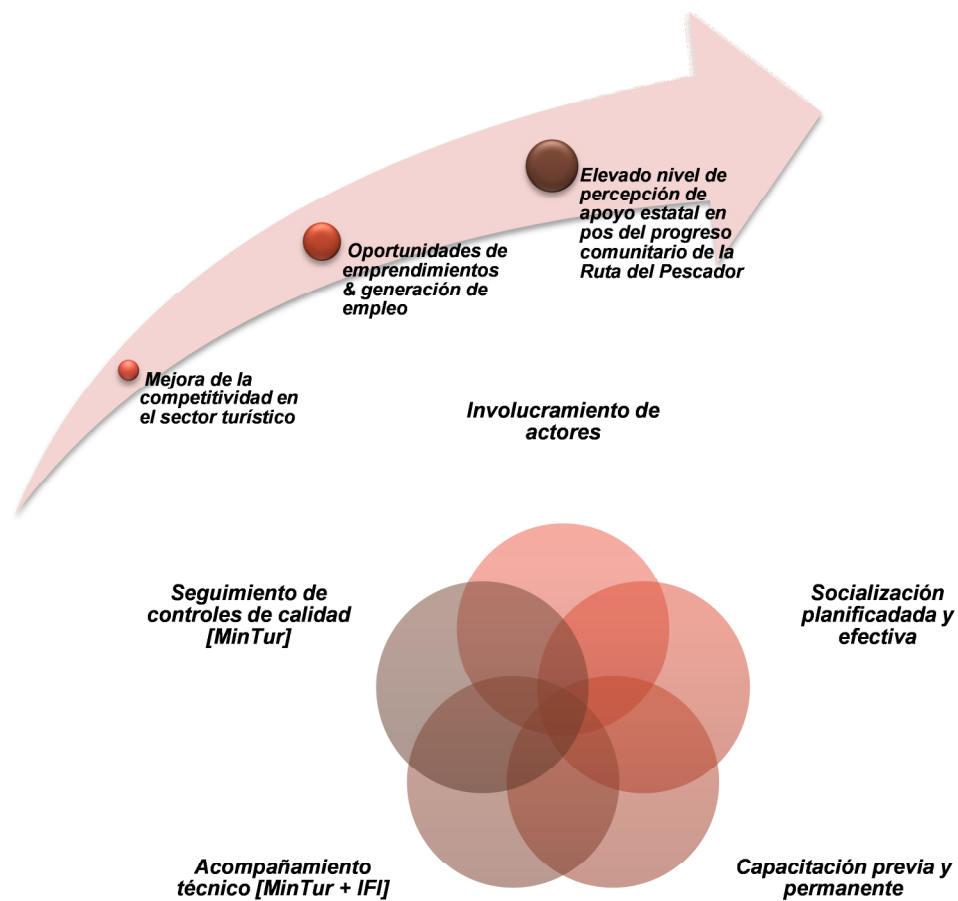 Elevado nivel de
percepción de
apoyo estatal en
pos del progreso
comunitario de la
Ruta del Pescador
Oportunidades de
emprendimientos
& generación de
empleo
Mejora de la
competitividad en
el sector turístico
Involucramiento de
actores
Seguimiento de
controles de calidad
[MinTur]
Socialización
planificadada y
efectiva
Acompañamiento
técnico [MinTur + IFI]
Capacitación previa y
permanente